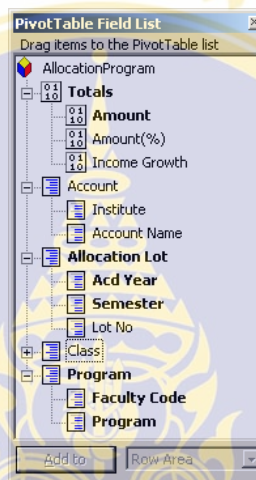 PivotTable Field List
Drag items to the PivotTable list
AllocationProgram
Totals
Amount
Amount(%)
Income Growth
Account
Institute
Account Name
Allocation Lot
Acd Year
Semester
Lot No
Class
Program
Faculty Code
Program
Add to Row Area